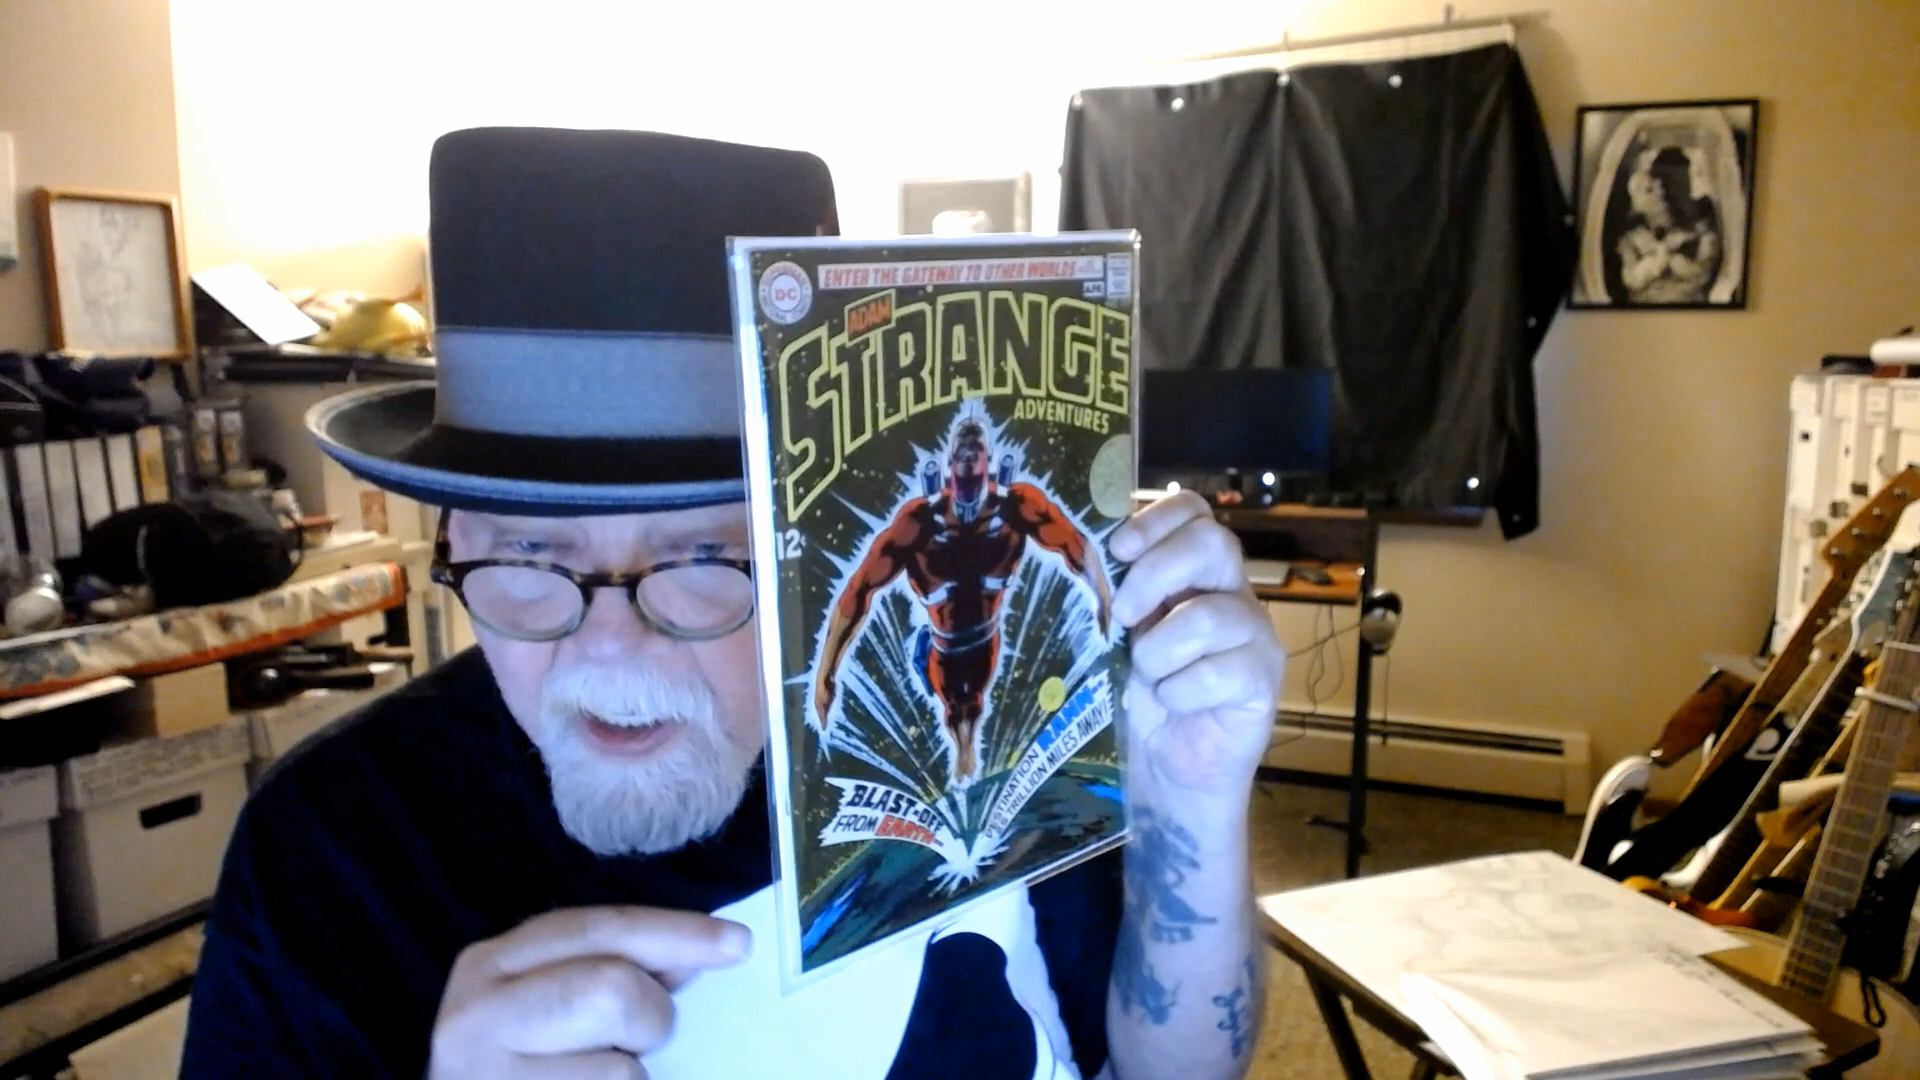 ENTER THE GATEWAY TO OTHER WORLDS
DC
APR
ADAM
STRANGE
ADVENTURES
12¢
BLAST-OFF
FROM EARTH--
DESTINATION RANN--
TRILLION MILES AWAY!